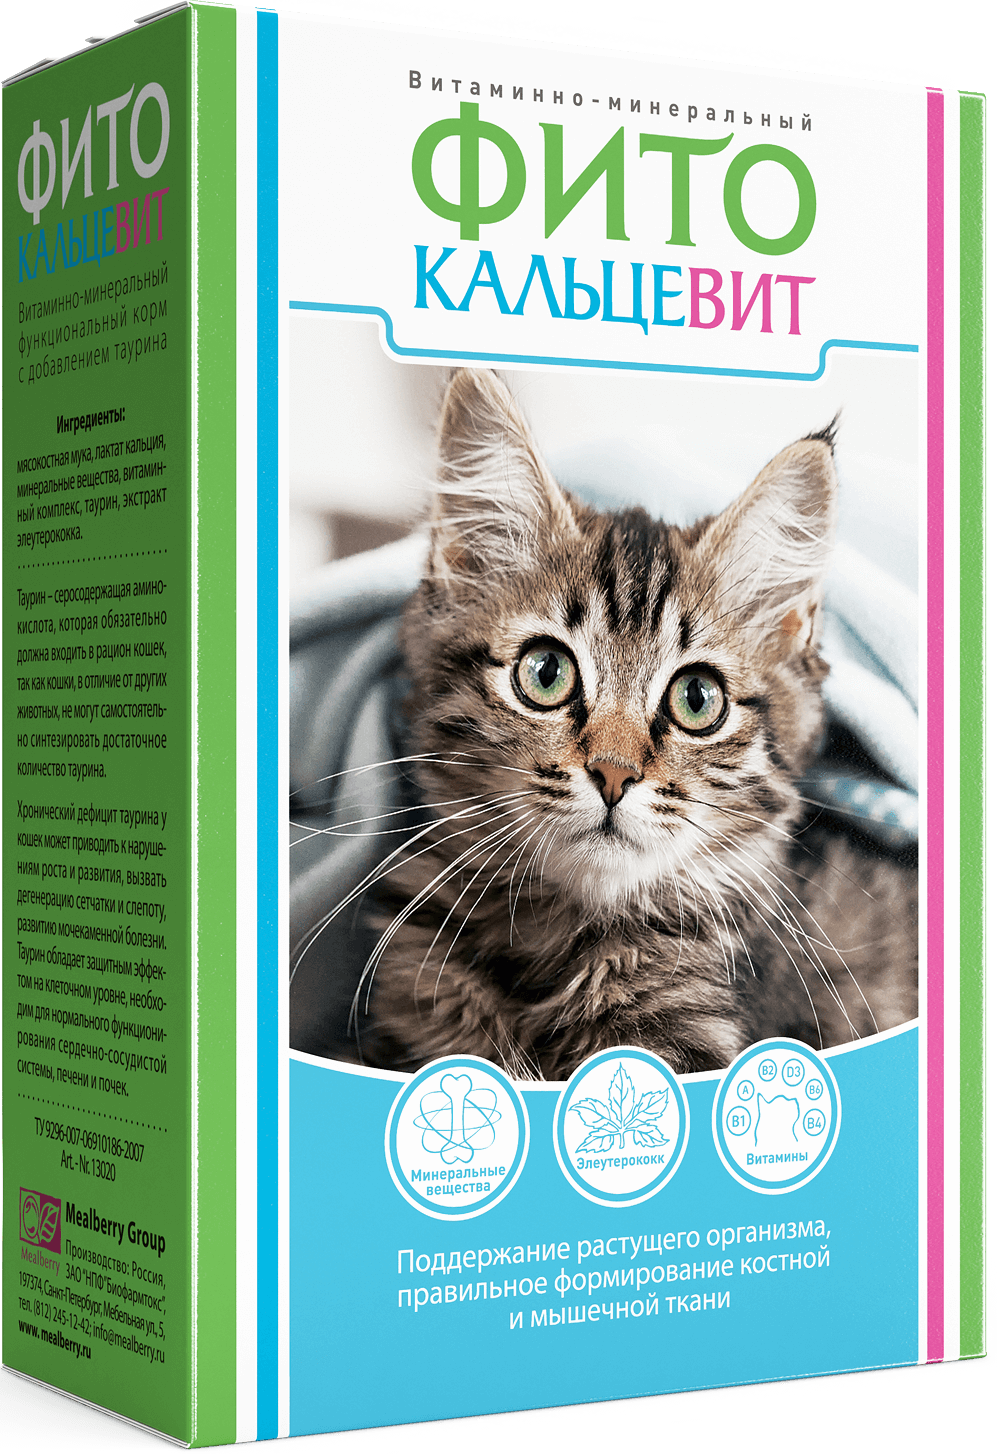 Витаминно-минеральный
ФИТО
КАЛЬЦЕВИТ
Минеральные
вещества
Элеутерококк
A
B2
D3
B6
B1
B4
Витамины
Поддержание растущего организма,
правильное формирование костной
и мышечной ткани
ФИТО
КАЛЬЦЕВИТ
Витаминно-минеральный
функциональный корм
с добавлением таурина
Ингредиенты:
мясокостная мука, лактат кальция,
минеральные вещества, витамин-
ный комплекс, таурин, экстракт
элеутерококка.
Таурин – серосодержащая амино-
кислота, которая обязательно
должна входить в рацион кошек,
так как кошки, в отличие от других
животных, не могут самостоятель-
но синтезировать достаточное
количество таурина.
Хронический дефицит таурина у
кошек может приводить к наруше-
ниям роста и развития, вызвать
дегенерацию сетчатки и слепоту,
развитию мочекаменной болезни.
Таурин обладает защитным эффек-
том на клеточном уровне, необхо-
дим для нормального функциони-
рования сердечно-сосудистой
системы, печени и почек.
ТУ 9296-007-06910186-2007
Art.-Nr. 13020
Mealberry
Mealberry Group
Производство: Россия,
ЗАО "НПФ"Биофармтокс",
197374, Санкт-Петербург, Мебельная ул., 5,
тел. (812) 245-12-42; info@mealberry.ru
www. mealberry.ru